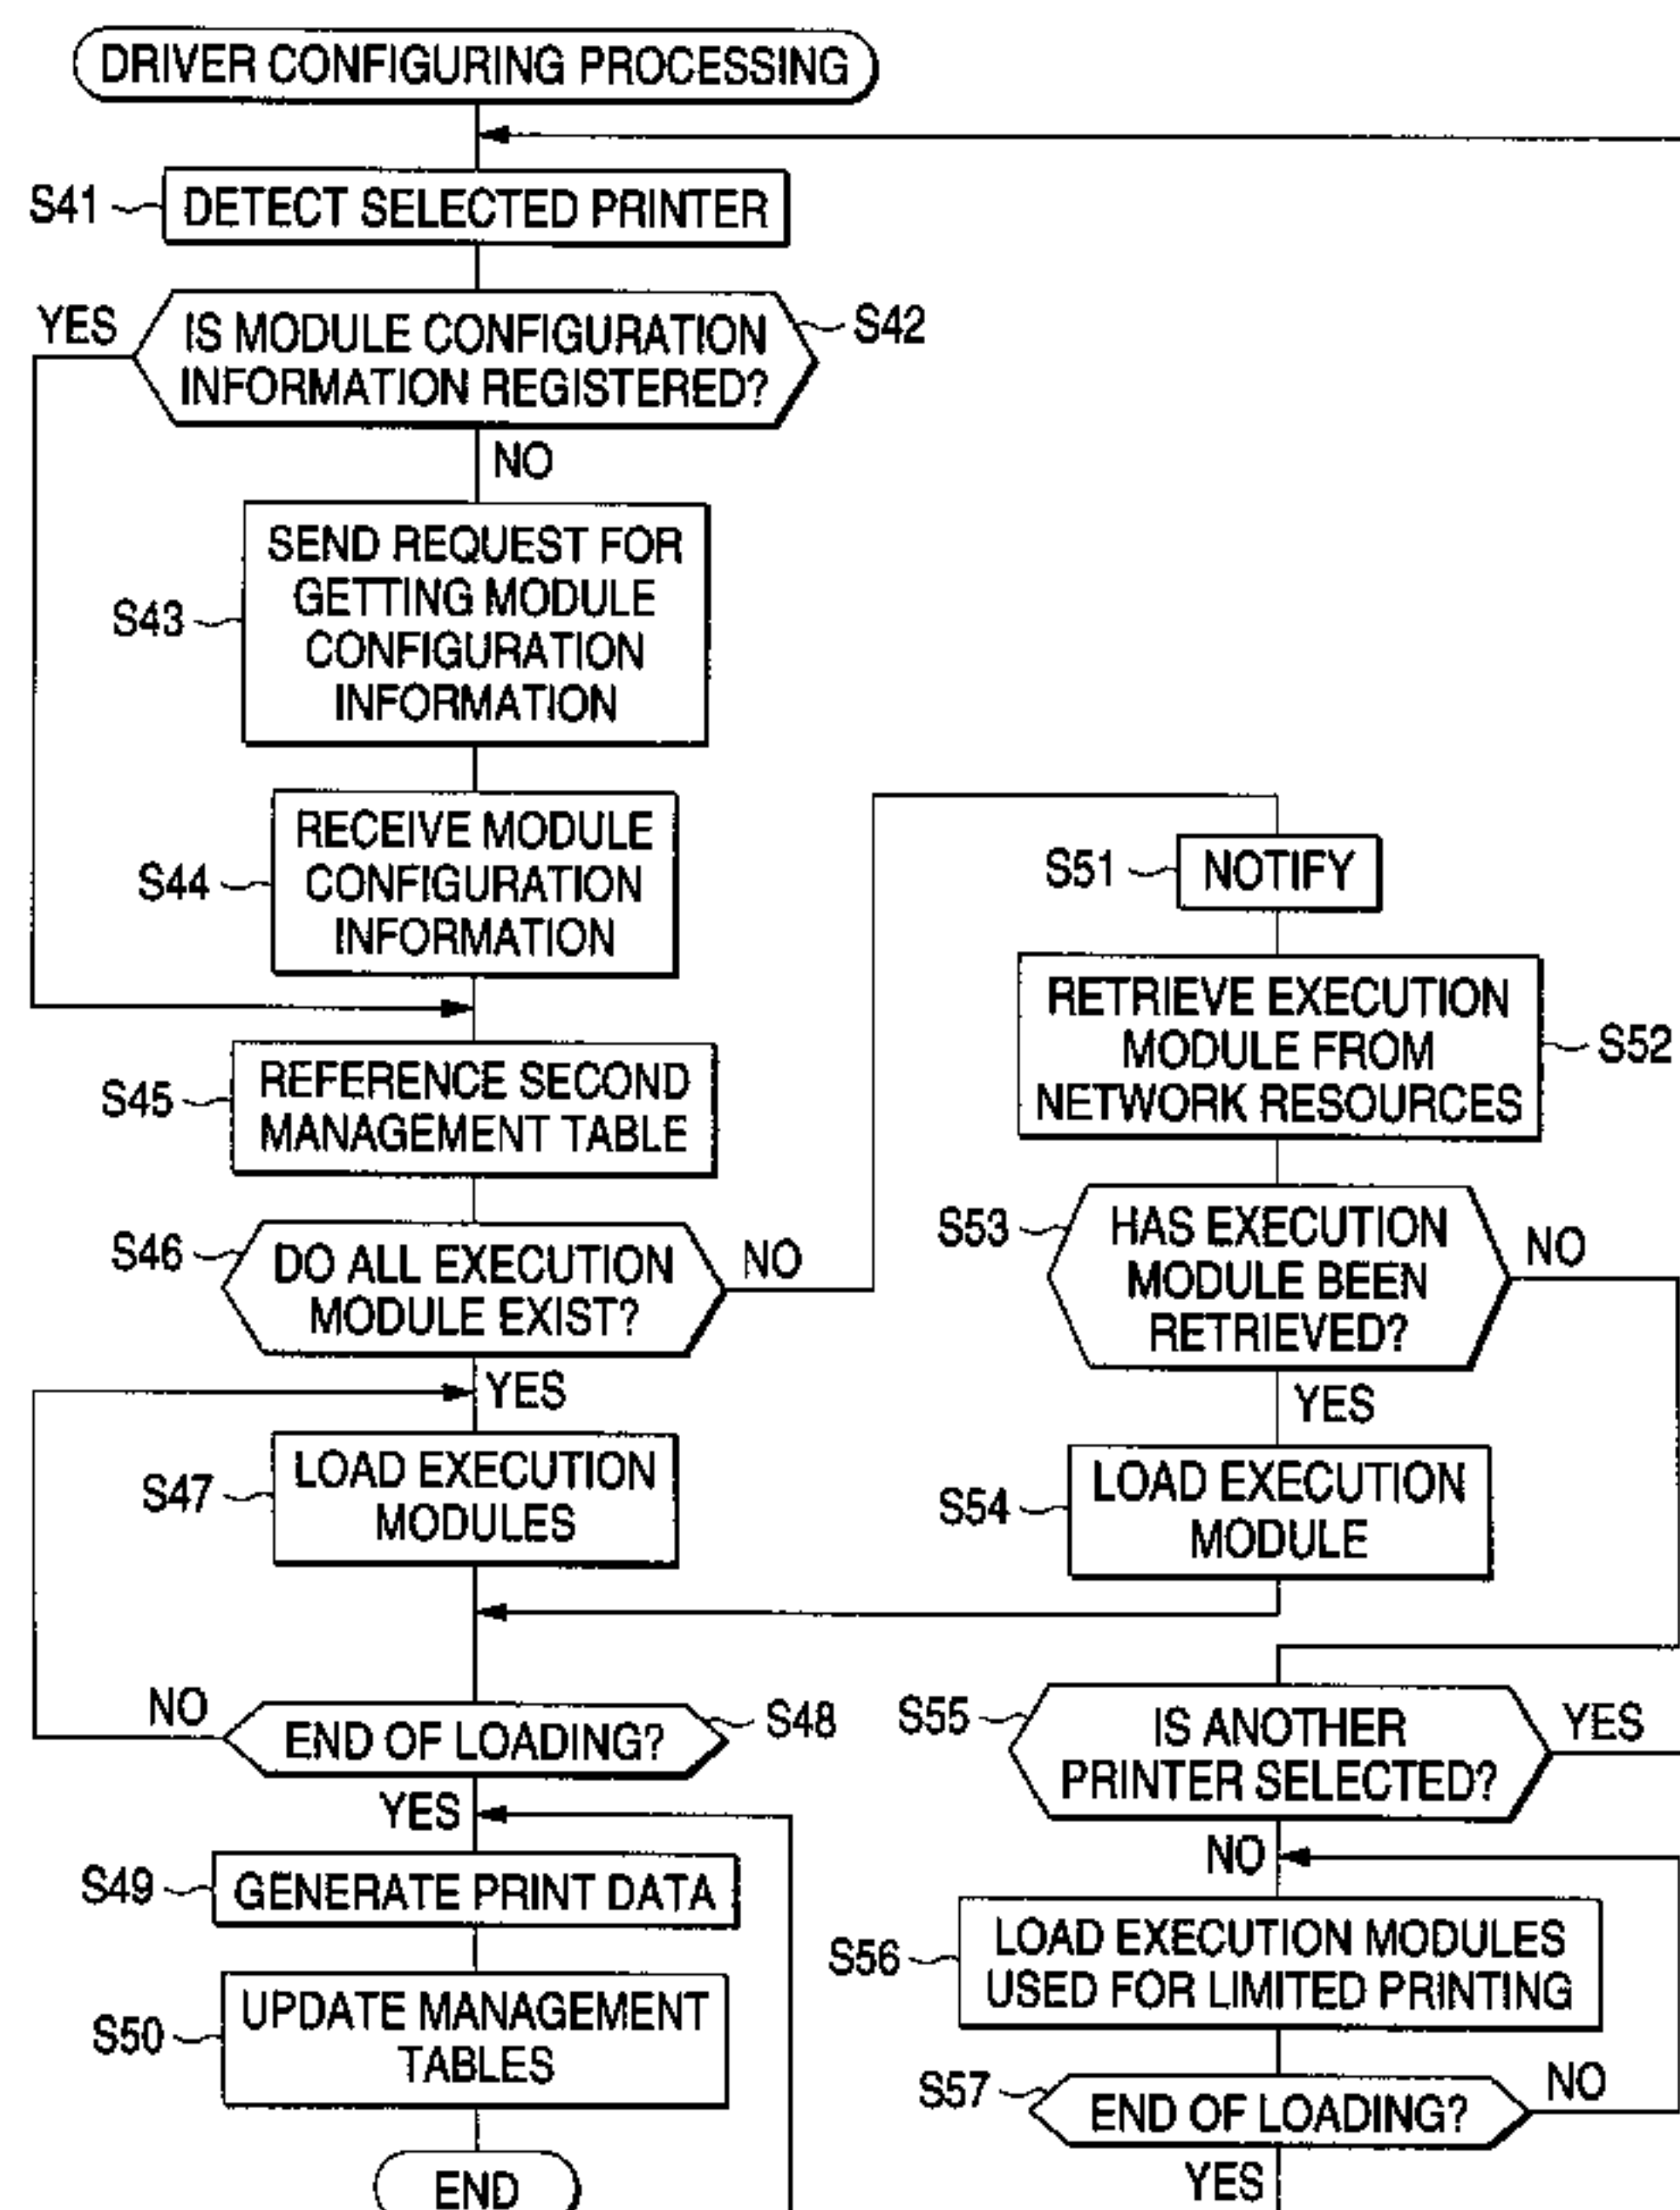 DRIVER CONFIGURING PROCESSING
S41
DETECT SELECTED PRINTER
YES
IS MODULE CONFIGURATION
INFORMATION REGISTERED?
S42
NO
S43
SEND REQUEST FOR
GETTING MODULE
CONFIGURATION
INFORMATION
S44
RECEIVE MODULE
CONFIGURATION
INFORMATION
S45
REFERENCE SECOND
MANAGEMENT TABLE
S46
DO ALL EXECUTION
MODULE EXIST?
NO
YES
S47
LOAD EXECUTION
MODULES
NO
END OF LOADING?
S48
YES
S49
GENERATE PRINT DATA
S50
UPDATE MANAGEMENT
TABLES
END
S51
NOTIFY
RETRIEVE EXECUTION
MODULE FROM
NETWORK RESOURCES
S52
S53
HAS EXECUTION
MODULE BEEN
RETRIEVED?
NO
YES
S54
LOAD EXECUTION
MODULE
S55
IS ANOTHER
PRINTER SELECTED?
YES
NO
S56
LOAD EXECUTION MODULES
USED FOR LIMITED PRINTING
S57
END OF LOADING?
NO
YES